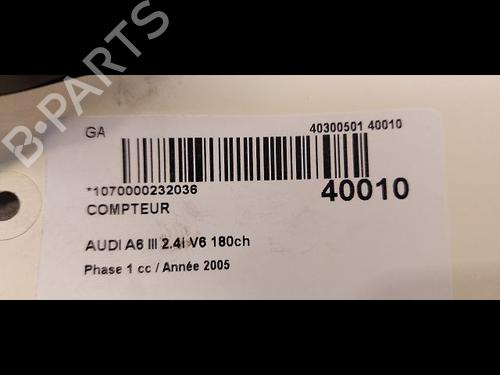 B-PARTS
GA
40300501 40010
*1070000232036
40010
COMPTEUR
AUDI A6 III 2.4i V6 180ch
Phase 1 cc / Année 2005